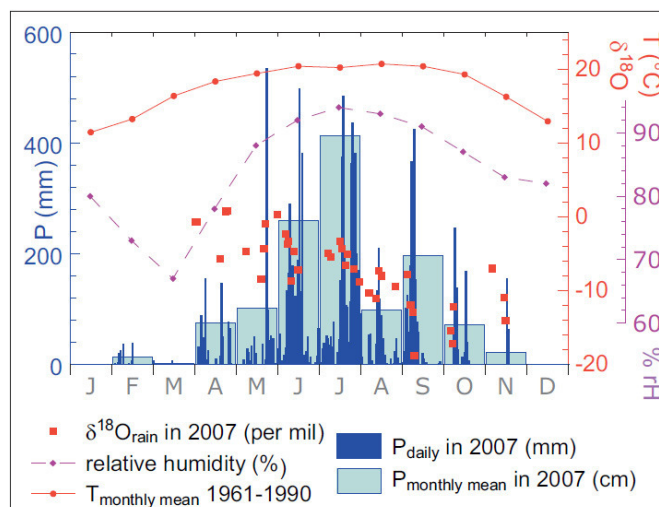 600
400
200
0
P (mm)
J F M A M J J A S O N D
20
10
0
-10
-20
T (°C)
δ¹⁸O
90
80
70
60
% rH
δ¹⁸Orain in 2007 (per mil)
relative humidity (%)
Tmonthly mean 1961-1990
Pdaily in 2007 (mm)
Pmonthly mean in 2007 (cm)